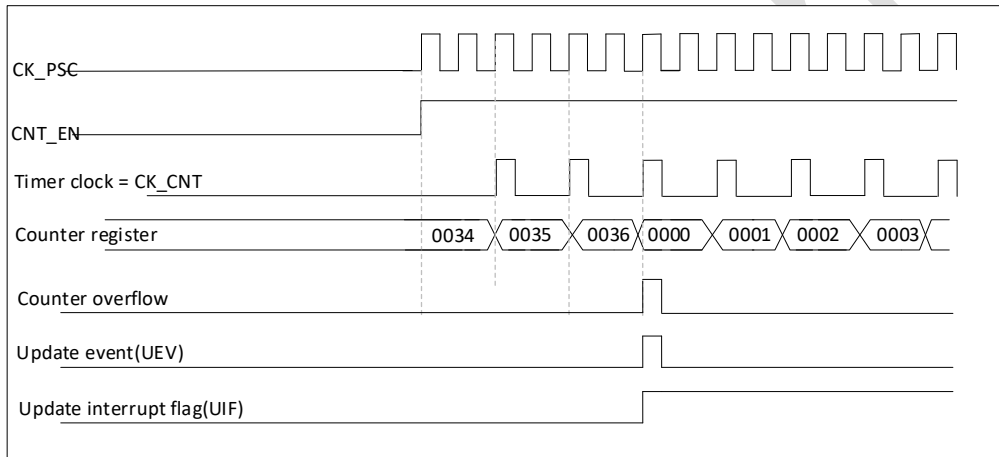 CK_PSC
CNT_EN
Timer clock = CK_CNT
Counter register 0034 0035 0036 0000 0001 0002 0003
Counter overflow
Update event(UEV)
Update interrupt flag(UIF)